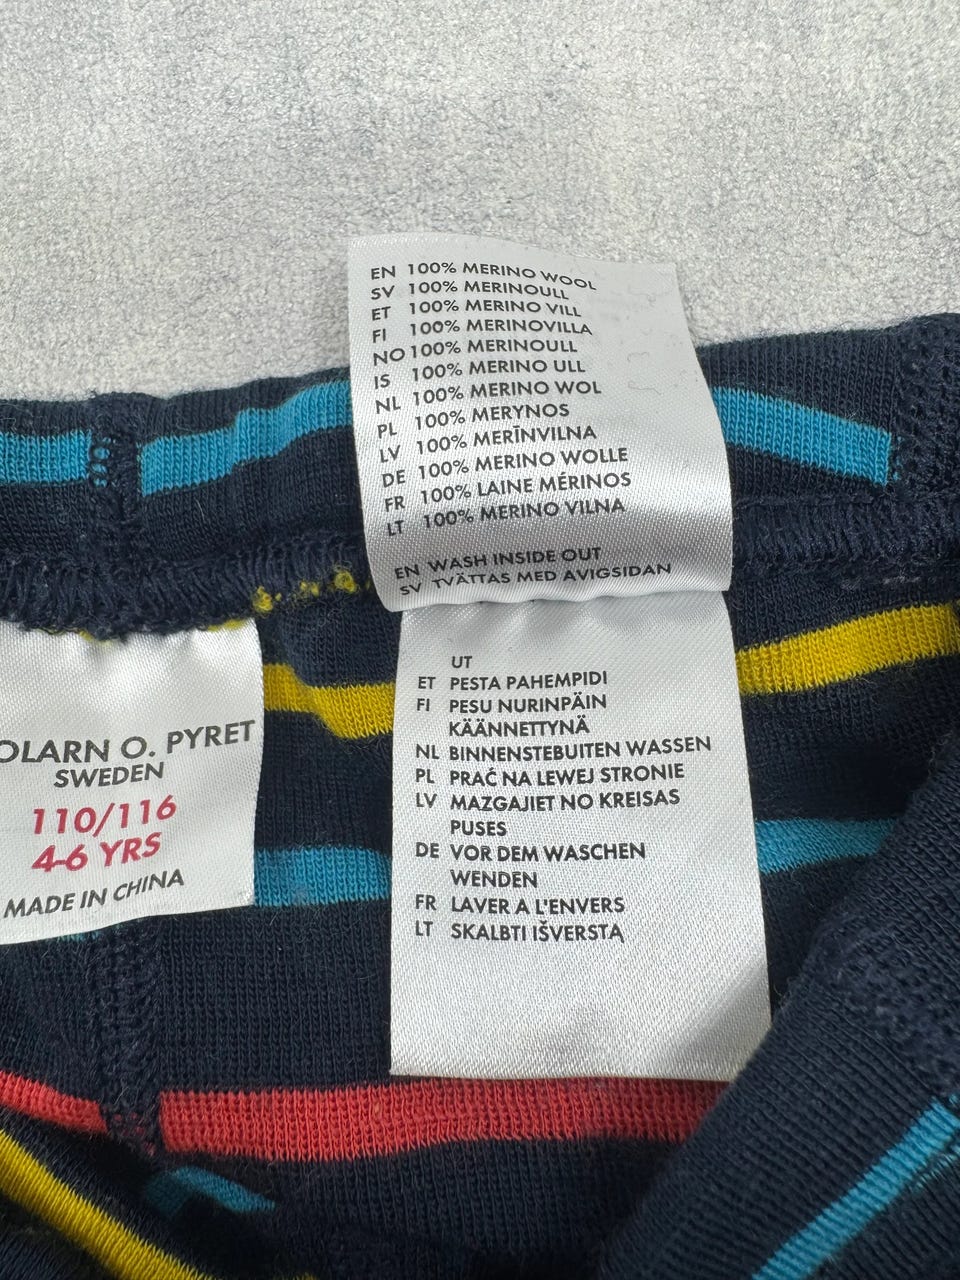 EN 100% MERINO WOOL
SV 100% MERINOULL
ET 100% MERINO VILL
FI 100% MERINOVILLA
NO 100% MERINOULL
IS 100% MERINO ULL
NL 100% MERINO WOL
PL 100% MERYNOS
LV 100% MERĪNVILNA
DE 100% MERINO WOLLE
FR 100% LAINE MÉRINOS
LT 100% MERINO VILNA
EN WASH INSIDE OUT
SV TVÄTTAS MED AVIGSIDAN
UT
ET PESTA PAHEMPIDI
FI PESU NURINPÄIN
KÄÄNNETTYNÄ
NL BINNENSTEBUITEN WASSEN
PL PRAĆ NA LEWEJ STRONIE
LV MAZGAJIET NO KREISAS
PUSES
DE VOR DEM WASCHEN
WENDEN
FR LAVER A L'ENVERS
LT SKALBTI IŠVERSTĄ
OLARN O. PYRET
SWEDEN
110/116
4-6 YRS
MADE IN CHINA